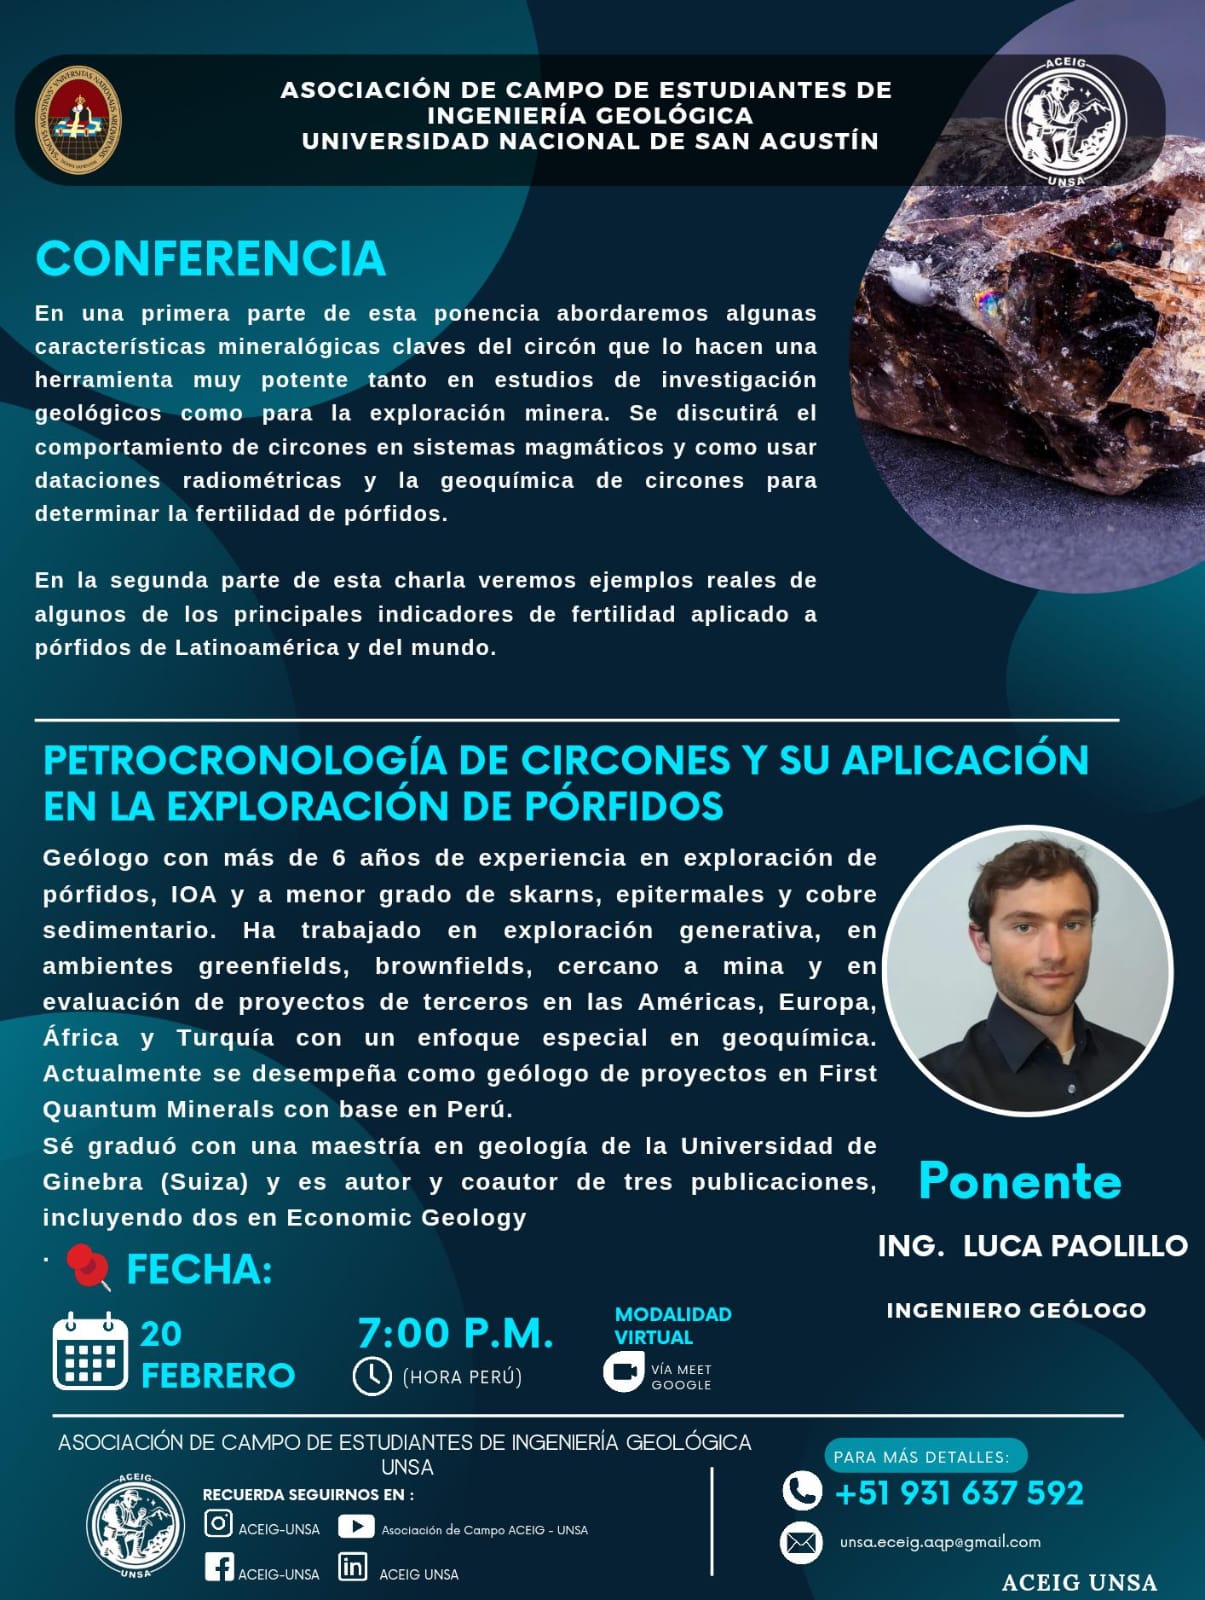 ASOCIACIÓN DE CAMPO DE ESTUDIANTES DE
INGENIERÍA GEOLÓGICA
UNIVERSIDAD NACIONAL DE SAN AGUSTÍN
ACEIG
UNSA
CONFERENCIA
En una primera parte de esta ponencia abordaremos algunas
características mineralógicas claves del circón que lo hacen una
herramienta muy potente tanto en estudios de investigación
geológicos como para la exploración minera. Se discutirá el
comportamiento de circones en sistemas magmáticos y como usar
dataciones radiométricas y la geoquímica de circones para
determinar la fertilidad de pórfidos.
En la segunda parte de esta charla veremos ejemplos reales de
algunos de los principales indicadores de fertilidad aplicado a
pórfidos de Latinoamérica y del mundo.
PETROCRONOLOGÍA DE CIRCONES Y SU APLICACIÓN
EN LA EXPLORACIÓN DE PÓRFIDOS
Geólogo con más de 6 años de experiencia en exploración de
pórfidos, IOA y a menor grado de skarns, epitermales y cobre
sedimentario. Ha trabajado en exploración generativa, en
ambientes greenfields, brownfields, cercano a mina y en
evaluación de proyectos de terceros en las Américas, Europa,
África y Turquía con un enfoque especial en geoquímica.
Actualmente se desempeña como geólogo de proyectos en First
Quantum Minerals con base en Perú.
Sé graduó con una maestría en geología de la Universidad de
Ginebra (Suiza) y es autor y coautor de tres publicaciones,
incluyendo dos en Economic Geology
.
Ponente
ING. LUCA PAOLILLO
INGENIERO GEÓLOGO
FECHA:
20
FEBRERO
7:00 P.M.
(HORA PERÚ)
MODALIDAD
VIRTUAL
VÍA MEET
GOOGLE
ASOCIACIÓN DE CAMPO DE ESTUDIANTES DE INGENIERÍA GEOLÓGICA
UNSA
ACEIG
UNSA
RECUERDA SEGUIRNOS EN :
ACEIG-UNSA
Asociación de Campo ACEIG - UNSA
ACEIG-UNSA
ACEIG UNSA
PARA MÁS DETALLES:
+51 931 637 592
unsa.eceig.aqp@gmail.com
ACEIG UNSA